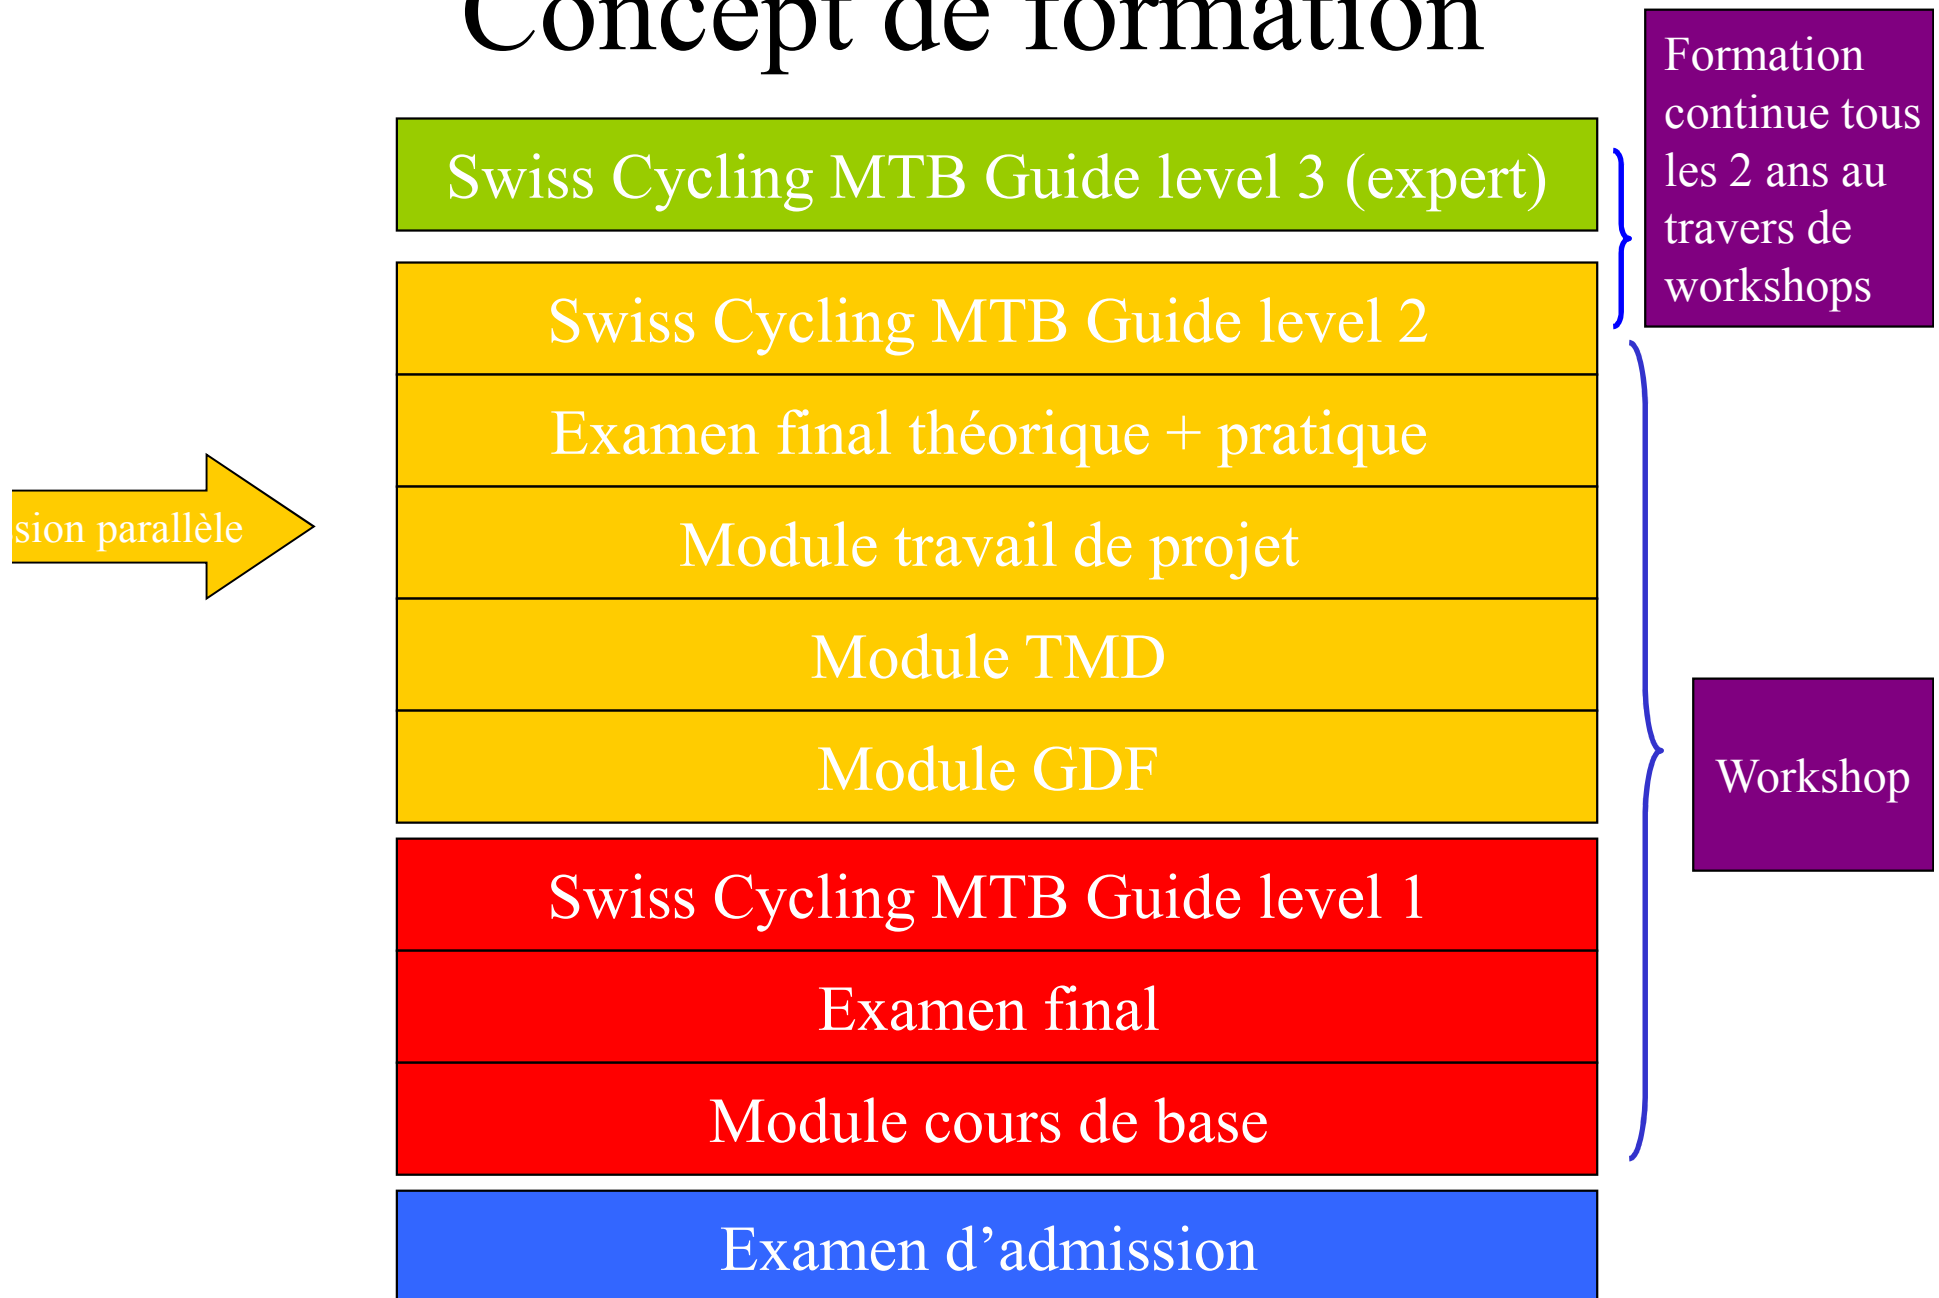 Concept de formation
Formation
continue tous
les 2 ans au
travers de
workshops
Swiss Cycling MTB Guide level 3 (expert)
Swiss Cycling MTB Guide level 2
Examen final théorique + pratique
sion parallèle
Module travail de projet
Module TMD
Module GDF
Workshop
Swiss Cycling MTB Guide level 1
Examen final
Module cours de base
Examen d’admission